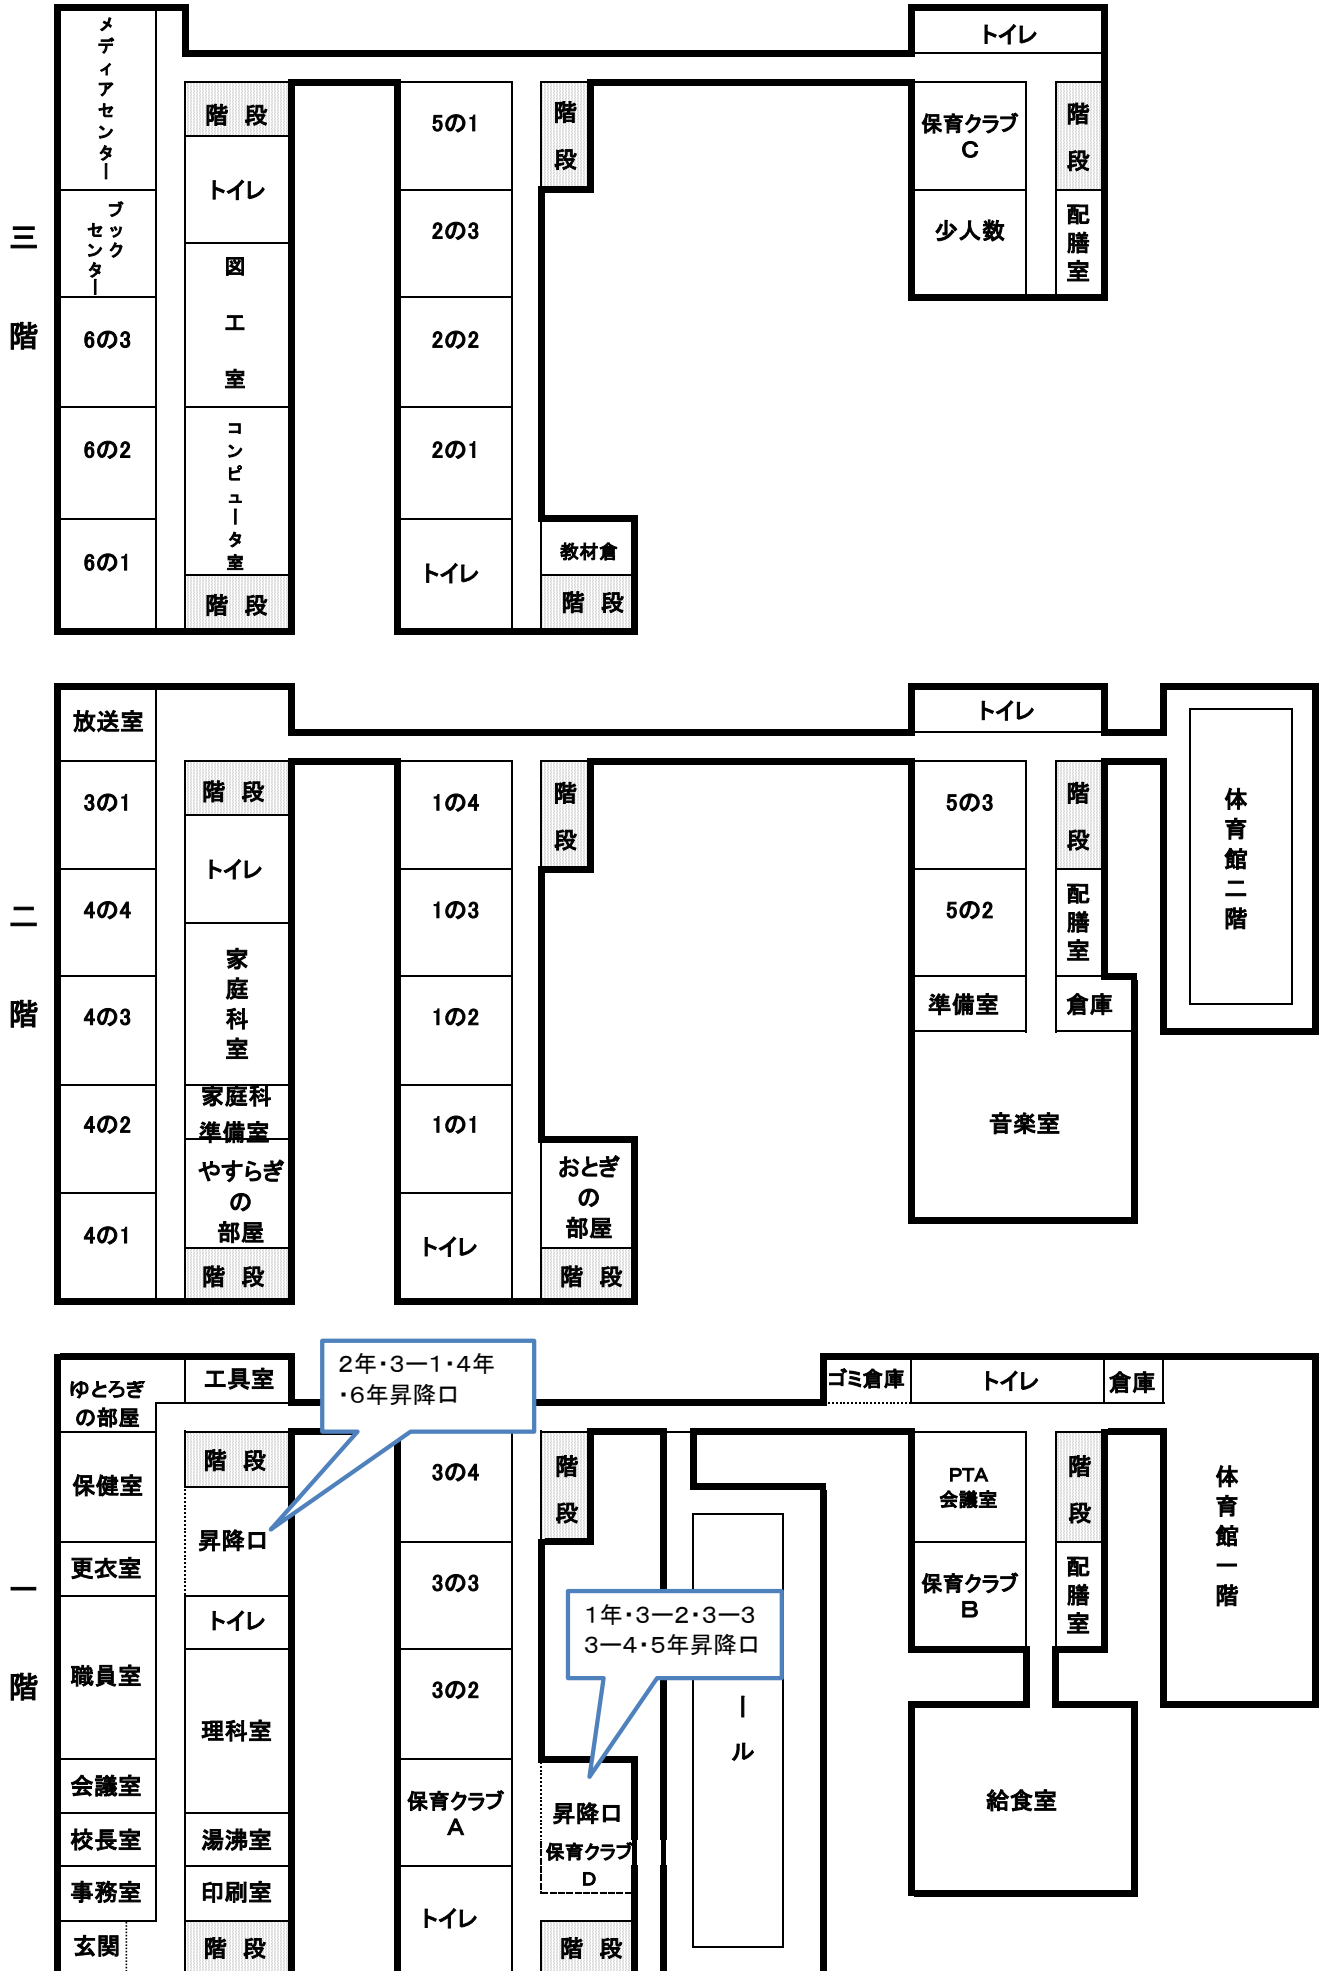 三階
メディアセンター
ブックセンター
6の3
6の2
6の1
階 段
トイレ
図工室
コンピュータ室
階 段
5の1
2の3
2の2
2の1
トイレ
階段
教材倉
階 段
トイレ
保育クラブ
C
少人数
階段
配膳室
二階
放送室
3の1
4の4
4の3
4の2
4の1
階 段
トイレ
家庭科室
家庭科
準備室
やすらぎ
の
部屋
階 段
1の4
1の3
1の2
1の1
トイレ
階段
おとぎ
の
部屋
階 段
トイレ
5の3
5の2
準備室
階段
配膳室
倉庫
音楽室
体育館二階
一階
ゆとろぎ
の部屋
保健室
更衣室
職員室
会議室
校長室
事務室
玄関
工具室
階 段
昇降口
トイレ
理科室
湯沸室
印刷室
階 段
2年・3ー1・4年
・6年昇降口
3の4
3の3
3の2
保育クラブ
A
トイレ
階段
1年・3ー2・3ー3
3ー4・5年昇降口
昇降口
保育クラブ
D
階 段
ール
ゴミ倉庫
トイレ
倉庫
PTA
会議室
保育クラブ
B
階段
配膳室
給食室
体育館一階